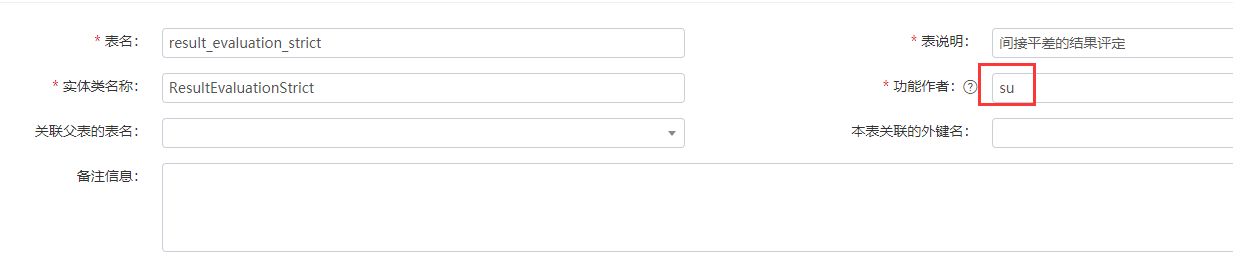 * 表名： result_evaluation_strict * 表说明： 间接平差的结果评定
* 实体类名称： ResultEvaluationStrict * 功能作者： ? su
关联父表的表名： 本表关联的外键名：
备注信息：